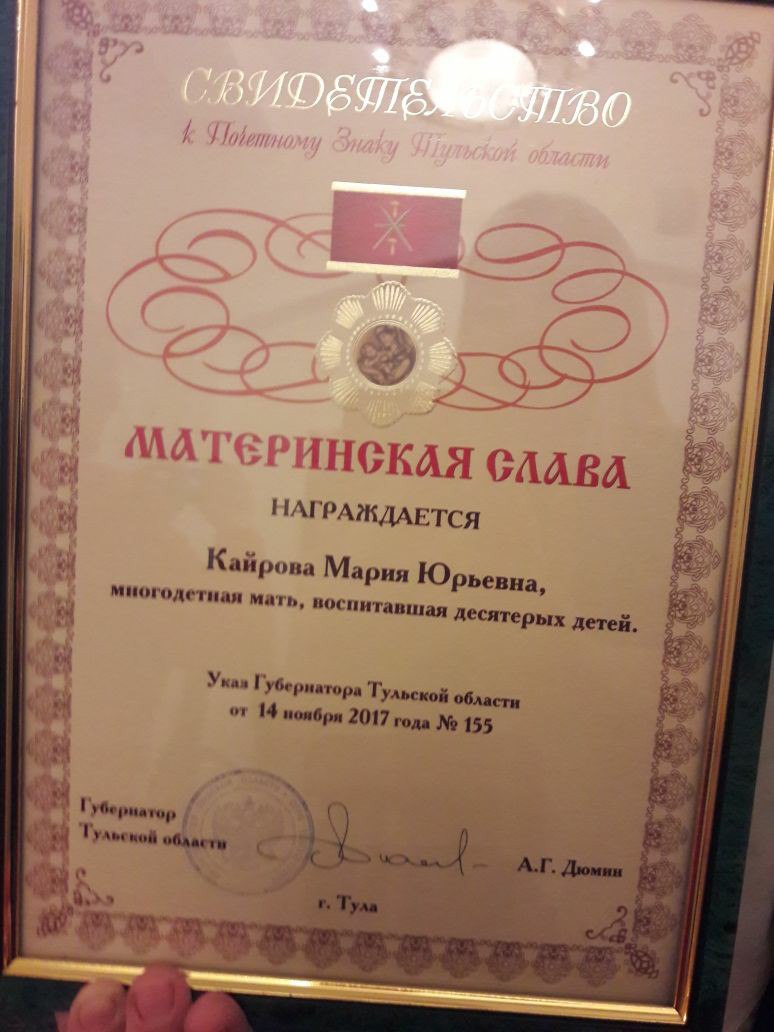 СВИДЕТЕЛЬСТВО
к Почетному Знаку Тульской области
МАТЕРИНСКАЯ СЛАВА
НАГРАЖДАЕТСЯ
Кайрова Мария Юрьевна,
многодетная мать, воспитавшая десятерых детей.
Указ Губернатора Тульской области
от 14 ноября 2017 года № 155
Губернатор
Тульской области
А.Г. Дюмин
г. Тула